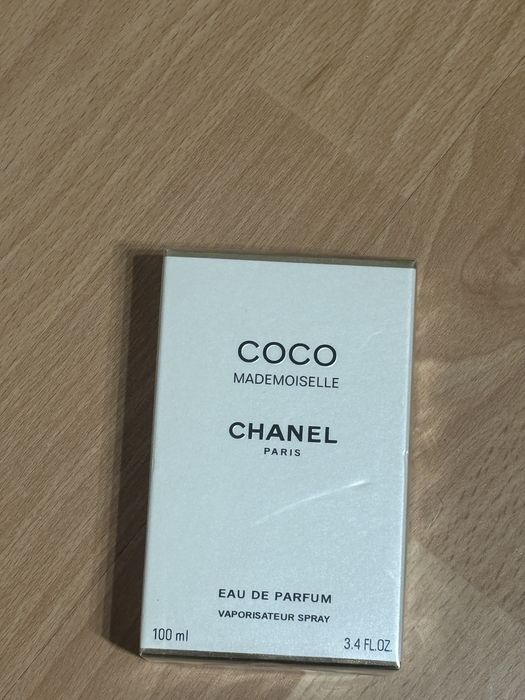 COCO
MADEMOISELLE
CHANEL
PARIS
EAU DE PARFUM
VAPORISATEUR SPRAY
100 ml
3.4 FL.OZ.